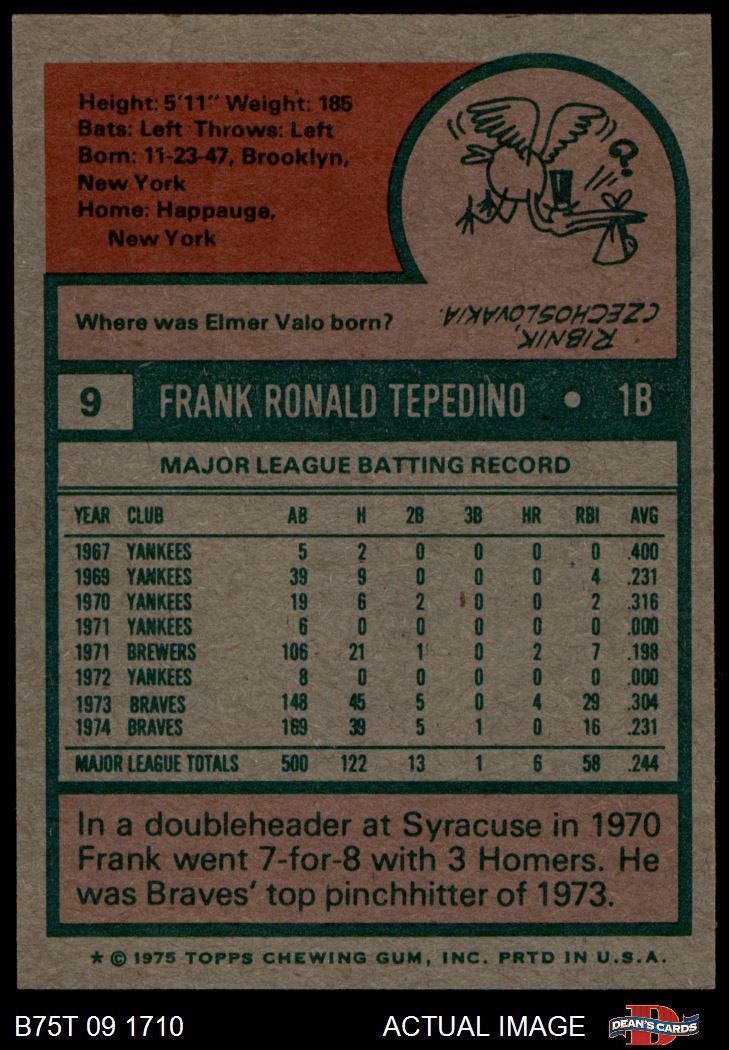 Height: 5'11" Weight: 185
Bats: Left Throws: Left
Born: 11-23-47, Brooklyn,
New York
Home: Happauge,
New York
?
Where was Elmer Valo born?
RIBNIK,
CZECHOSLOVAKIA.
9 FRANK RONALD TEPEDINO • 1B
MAJOR LEAGUE BATTING RECORD
YEAR CLUB AB H 2B 3B HR RBI AVG
1967 YANKEES 5 2 0 0 0 0 .400
1969 YANKEES 39 9 0 0 0 4 .231
1970 YANKEES 19 6 2 0 0 2 .316
1971 YANKEES 6 0 0 0 0 0 .000
1971 BREWERS 106 21 1 0 2 7 .198
1972 YANKEES 8 0 0 0 0 0 .000
1973 BRAVES 148 45 5 0 4 29 .304
1974 BRAVES 169 39 5 1 0 16 .231
MAJOR LEAGUE TOTALS 500 122 13 1 6 58 .244
In a doubleheader at Syracuse in 1970
Frank went 7-for-8 with 3 Homers. He
was Braves' top pinchhitter of 1973.
* © 1975 TOPPS CHEWING GUM, INC. PRTD IN U.S.A.
B75T 09 1710 ACTUAL IMAGE DEAN'S CARDS